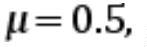 μ = 0.5,